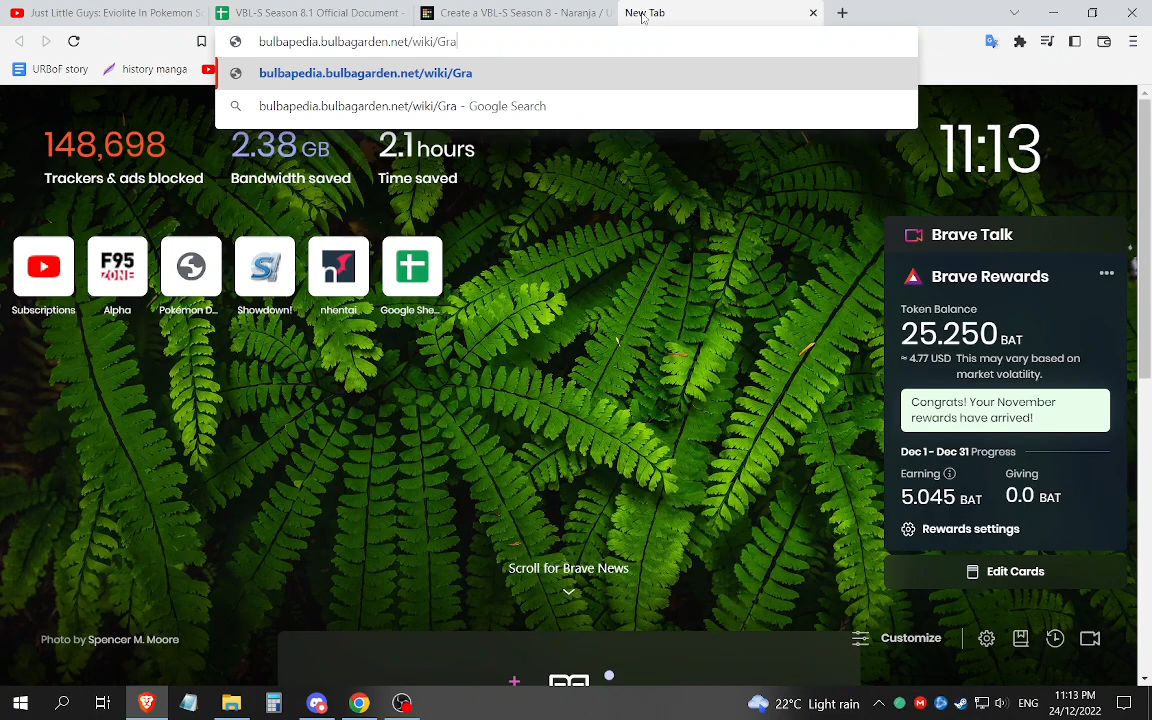 Just Little Guys: Eviolite In Pokemon S
VBL-S Season 8.1 Official Document -
Create a VBL-S Season 8 - Naranja / U
New Tab
bulbapedia.bulbagarden.net/wiki/Gra
URBoF story
history manga
bulbapedia.bulbagarden.net/wiki/Gra
bulbapedia.bulbagarden.net/wiki/Gra - Google Search
148,698
Trackers & ads blocked
2.38 GB
Bandwidth saved
2.1 hours
Time saved
11:13
F95
ZONE
Subscriptions
Alpha
Pokémon D...
Showdown!
nhentai
Google She...
Brave Talk
Brave Rewards
Token Balance
25.250 BAT
≈ 4.77 USD This may vary based on
market volatility.
Congrats! Your November
rewards have arrived!
Dec 1 - Dec 31 Progress
Earning
Giving
5.045 BAT
0.0 BAT
Rewards settings
Edit Cards
Scroll for Brave News
Photo by Spencer M. Moore
Customize
22°C Light rain
ENG
11:13 PM
24/12/2022